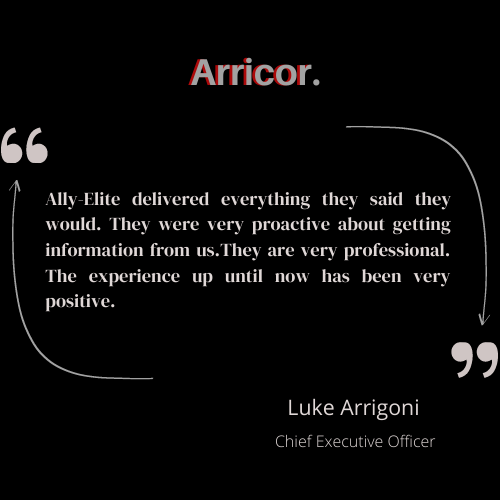 Arricor.
“
Ally-Elite delivered everything they said they
would. They were very proactive about getting
information from us.They are very professional.
The experience up until now has been very
positive.
”
Luke Arrigoni
Chief Executive Officer